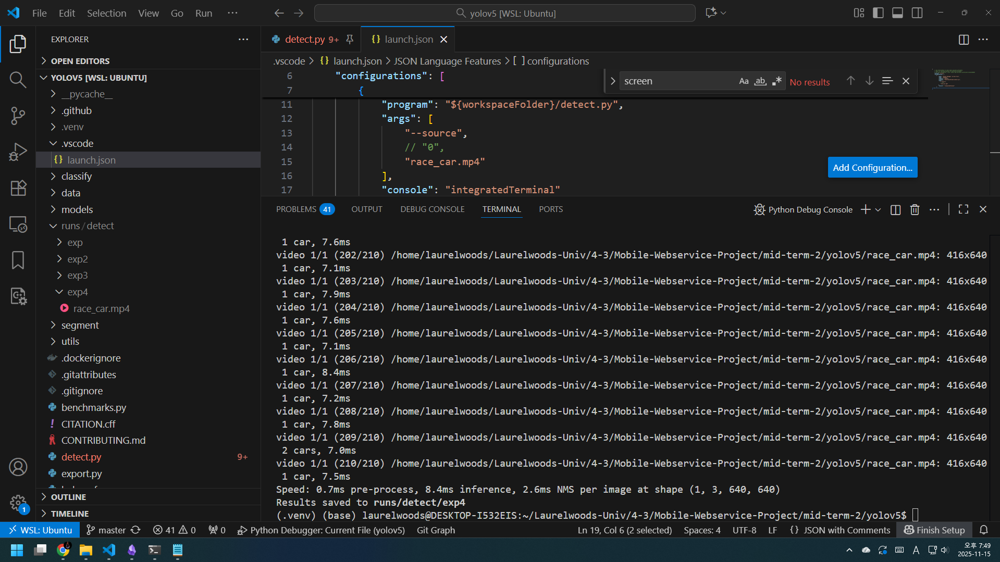 File Edit Selection View Go Run ···
yolov5 [WSL: Ubuntu]
EXPLORER
OPEN EDITORS
YOLOV5 [WSL: UBUNTU]
__pycache__
.github
.venv
.vscode
{} launch.json
classify
data
models
runs / detect
exp
exp2
exp3
exp4
race_car.mp4
segment
utils
.dockerignore
.gitattributes
.gitignore
benchmarks.py
! CITATION.cff
CONTRIBUTING.md
detect.py 9+
export.py
OUTLINE
TIMELINE
1
detect.py 9+
{} launch.json
.vscode > {} launch.json > JSON Language Features > [ ] configurations
screen Aa ab .* No results
6 "configurations": [
7 {
11 "program": "${workspaceFolder}/detect.py",
12 "args": [
13 "--source",
14 // "0",
15 "race_car.mp4"
16 ],
17 "console": "integratedTerminal"
Add Configuration...
PROBLEMS 41 OUTPUT DEBUG CONSOLE TERMINAL PORTS
Python Debug Console
1 car, 7.6ms
video 1/1 (202/210) /home/laurelwoods/Laurelwoods-Univ/4-3/Mobile-Webservice-Project/mid-term-2/yolov5/race_car.mp4: 416x640
1 car, 7.1ms
video 1/1 (203/210) /home/laurelwoods/Laurelwoods-Univ/4-3/Mobile-Webservice-Project/mid-term-2/yolov5/race_car.mp4: 416x640
1 car, 7.9ms
video 1/1 (204/210) /home/laurelwoods/Laurelwoods-Univ/4-3/Mobile-Webservice-Project/mid-term-2/yolov5/race_car.mp4: 416x640
1 car, 7.6ms
video 1/1 (205/210) /home/laurelwoods/Laurelwoods-Univ/4-3/Mobile-Webservice-Project/mid-term-2/yolov5/race_car.mp4: 416x640
1 car, 7.1ms
video 1/1 (206/210) /home/laurelwoods/Laurelwoods-Univ/4-3/Mobile-Webservice-Project/mid-term-2/yolov5/race_car.mp4: 416x640
1 car, 8.4ms
video 1/1 (207/210) /home/laurelwoods/Laurelwoods-Univ/4-3/Mobile-Webservice-Project/mid-term-2/yolov5/race_car.mp4: 416x640
1 car, 7.2ms
video 1/1 (208/210) /home/laurelwoods/Laurelwoods-Univ/4-3/Mobile-Webservice-Project/mid-term-2/yolov5/race_car.mp4: 416x640
1 car, 7.8ms
video 1/1 (209/210) /home/laurelwoods/Laurelwoods-Univ/4-3/Mobile-Webservice-Project/mid-term-2/yolov5/race_car.mp4: 416x640
2 cars, 7.0ms
video 1/1 (210/210) /home/laurelwoods/Laurelwoods-Univ/4-3/Mobile-Webservice-Project/mid-term-2/yolov5/race_car.mp4: 416x640
1 car, 7.5ms
Speed: 0.7ms pre-process, 8.4ms inference, 2.6ms NMS per image at shape (1, 3, 640, 640)
Results saved to runs/detect/exp4
(.venv) (base) laurelwoods@DESKTOP-I532EIS:~/Laurelwoods-Univ/4-3/Mobile-Webservice-Project/mid-term-2/yolov5$
WSL: Ubuntu master 41 0 0 Python Debugger: Current File (yolov5) Git Graph Ln 19, Col 6 (2 selected) Spaces: 4 UTF-8 LF {} JSON with Comments Finish Setup
A
오후 7:49
2025-11-15